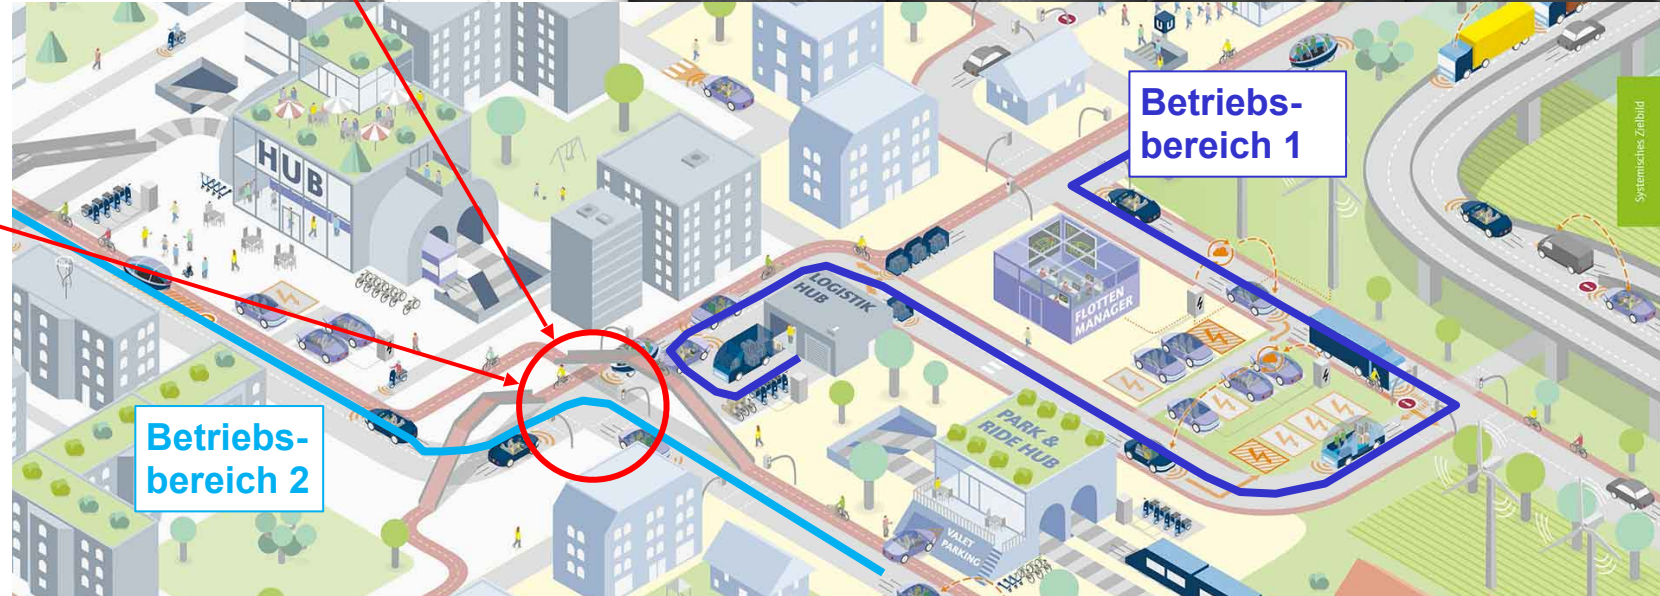 Betriebs-
bereich 1
Systemisches Zielbild
HUB
LOGISTIK
HUB
FLOTTEN
MANAGER
Betriebs-
bereich 2
PARK &
RIDE HUB
VALET
PARKING